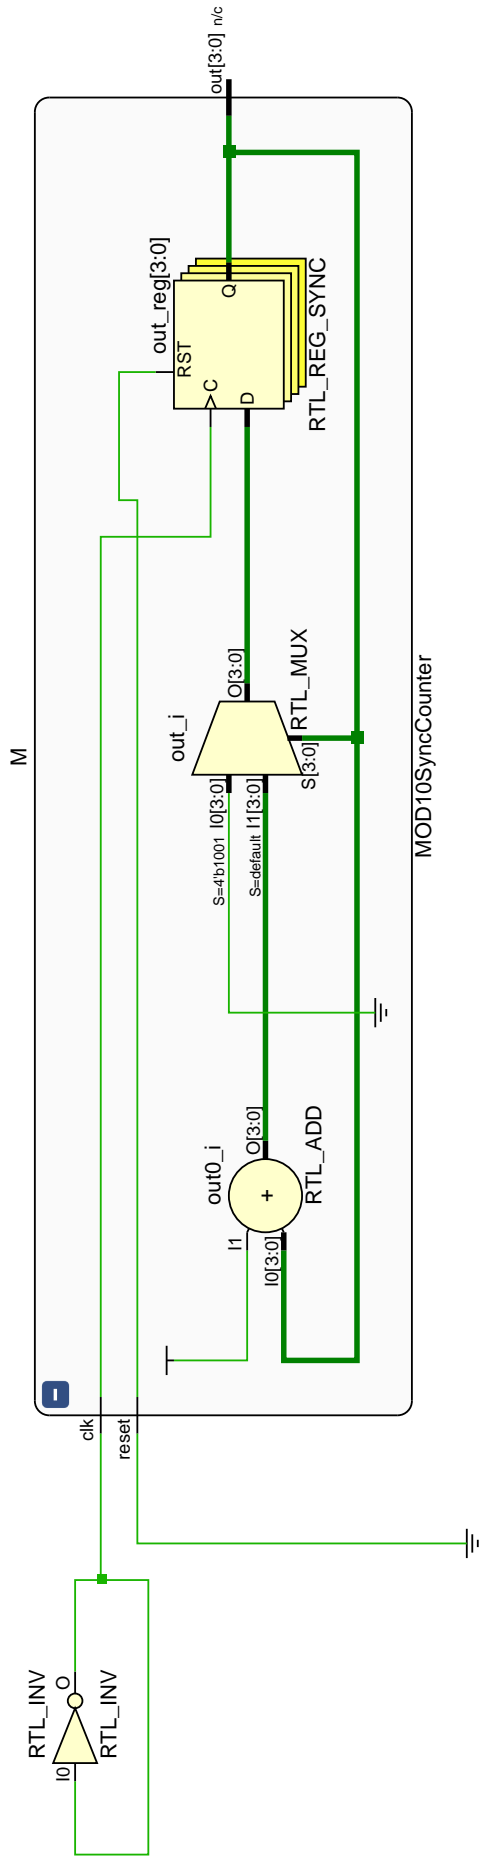 M
RTL_INV
I0
O
RTL_INV
clk
reset
out0_i
I1
I0[3:0]
+
O[3:0]
RTL_ADD
out_i
S=4'b1001
I0[3:0]
S=default
I1[3:0]
S[3:0]
O[3:0]
RTL_MUX
out_reg[3:0]
RST
C
D
Q
RTL_REG_SYNC
out[3:0]
n/c
MOD10SyncCounter